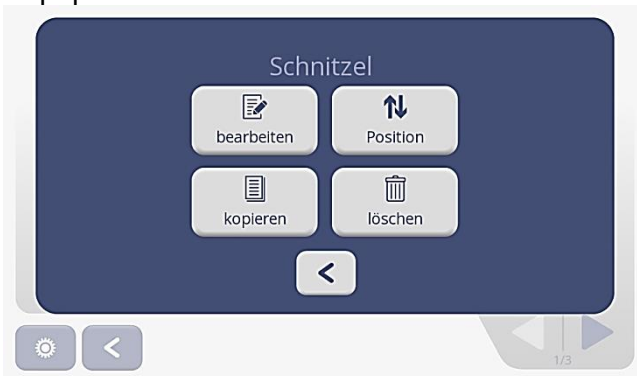 Schnitzel
bearbeiten
Position
kopieren
löschen
1/3